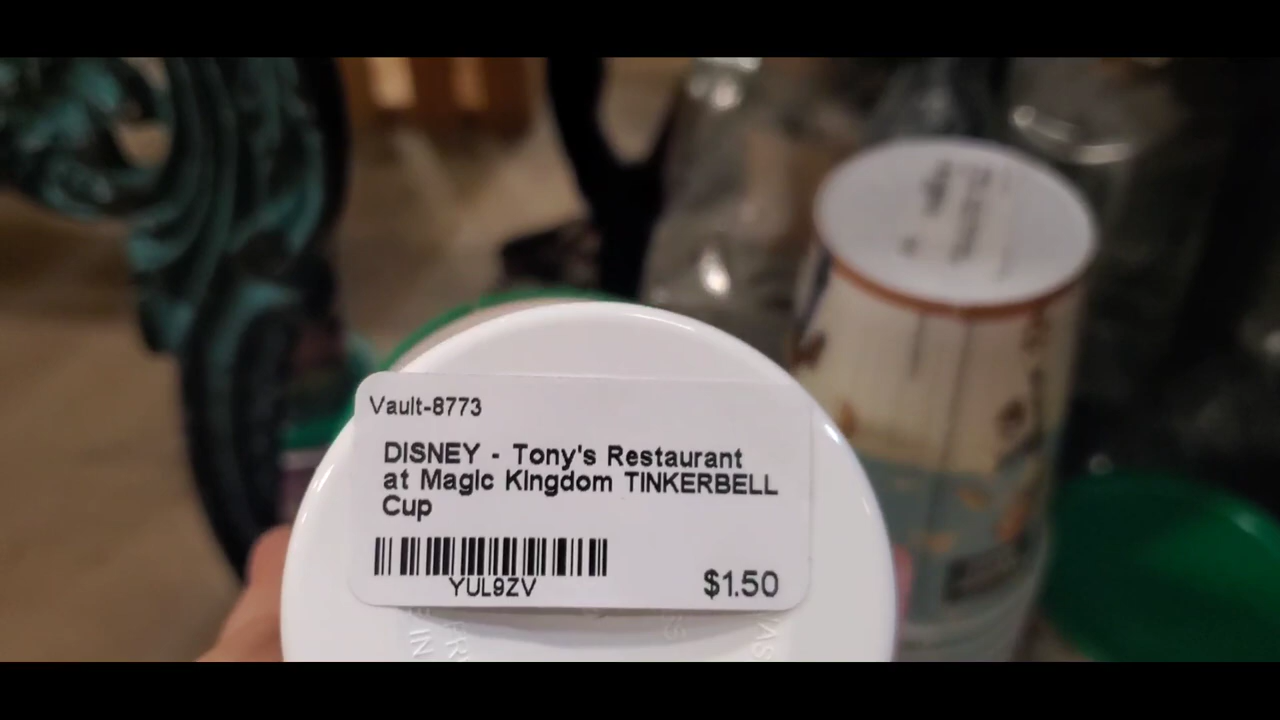 Vault-8773
DISNEY - Tony's Restaurant
at Magic Kingdom TINKERBELL
Cup
YUL9ZV
$1.50